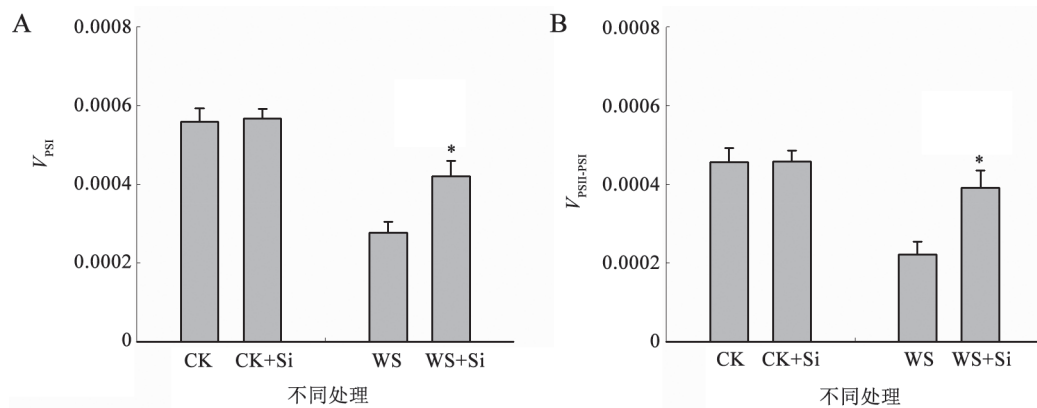 A
0.0008
0.0006
0.0004
0.0002
0
V_PSI
*
CK CK+Si WS WS+Si
不同处理
B
0.0008
0.0006
0.0004
0.0002
0
V_PSII-PSI
*
CK CK+Si WS WS+Si
不同处理